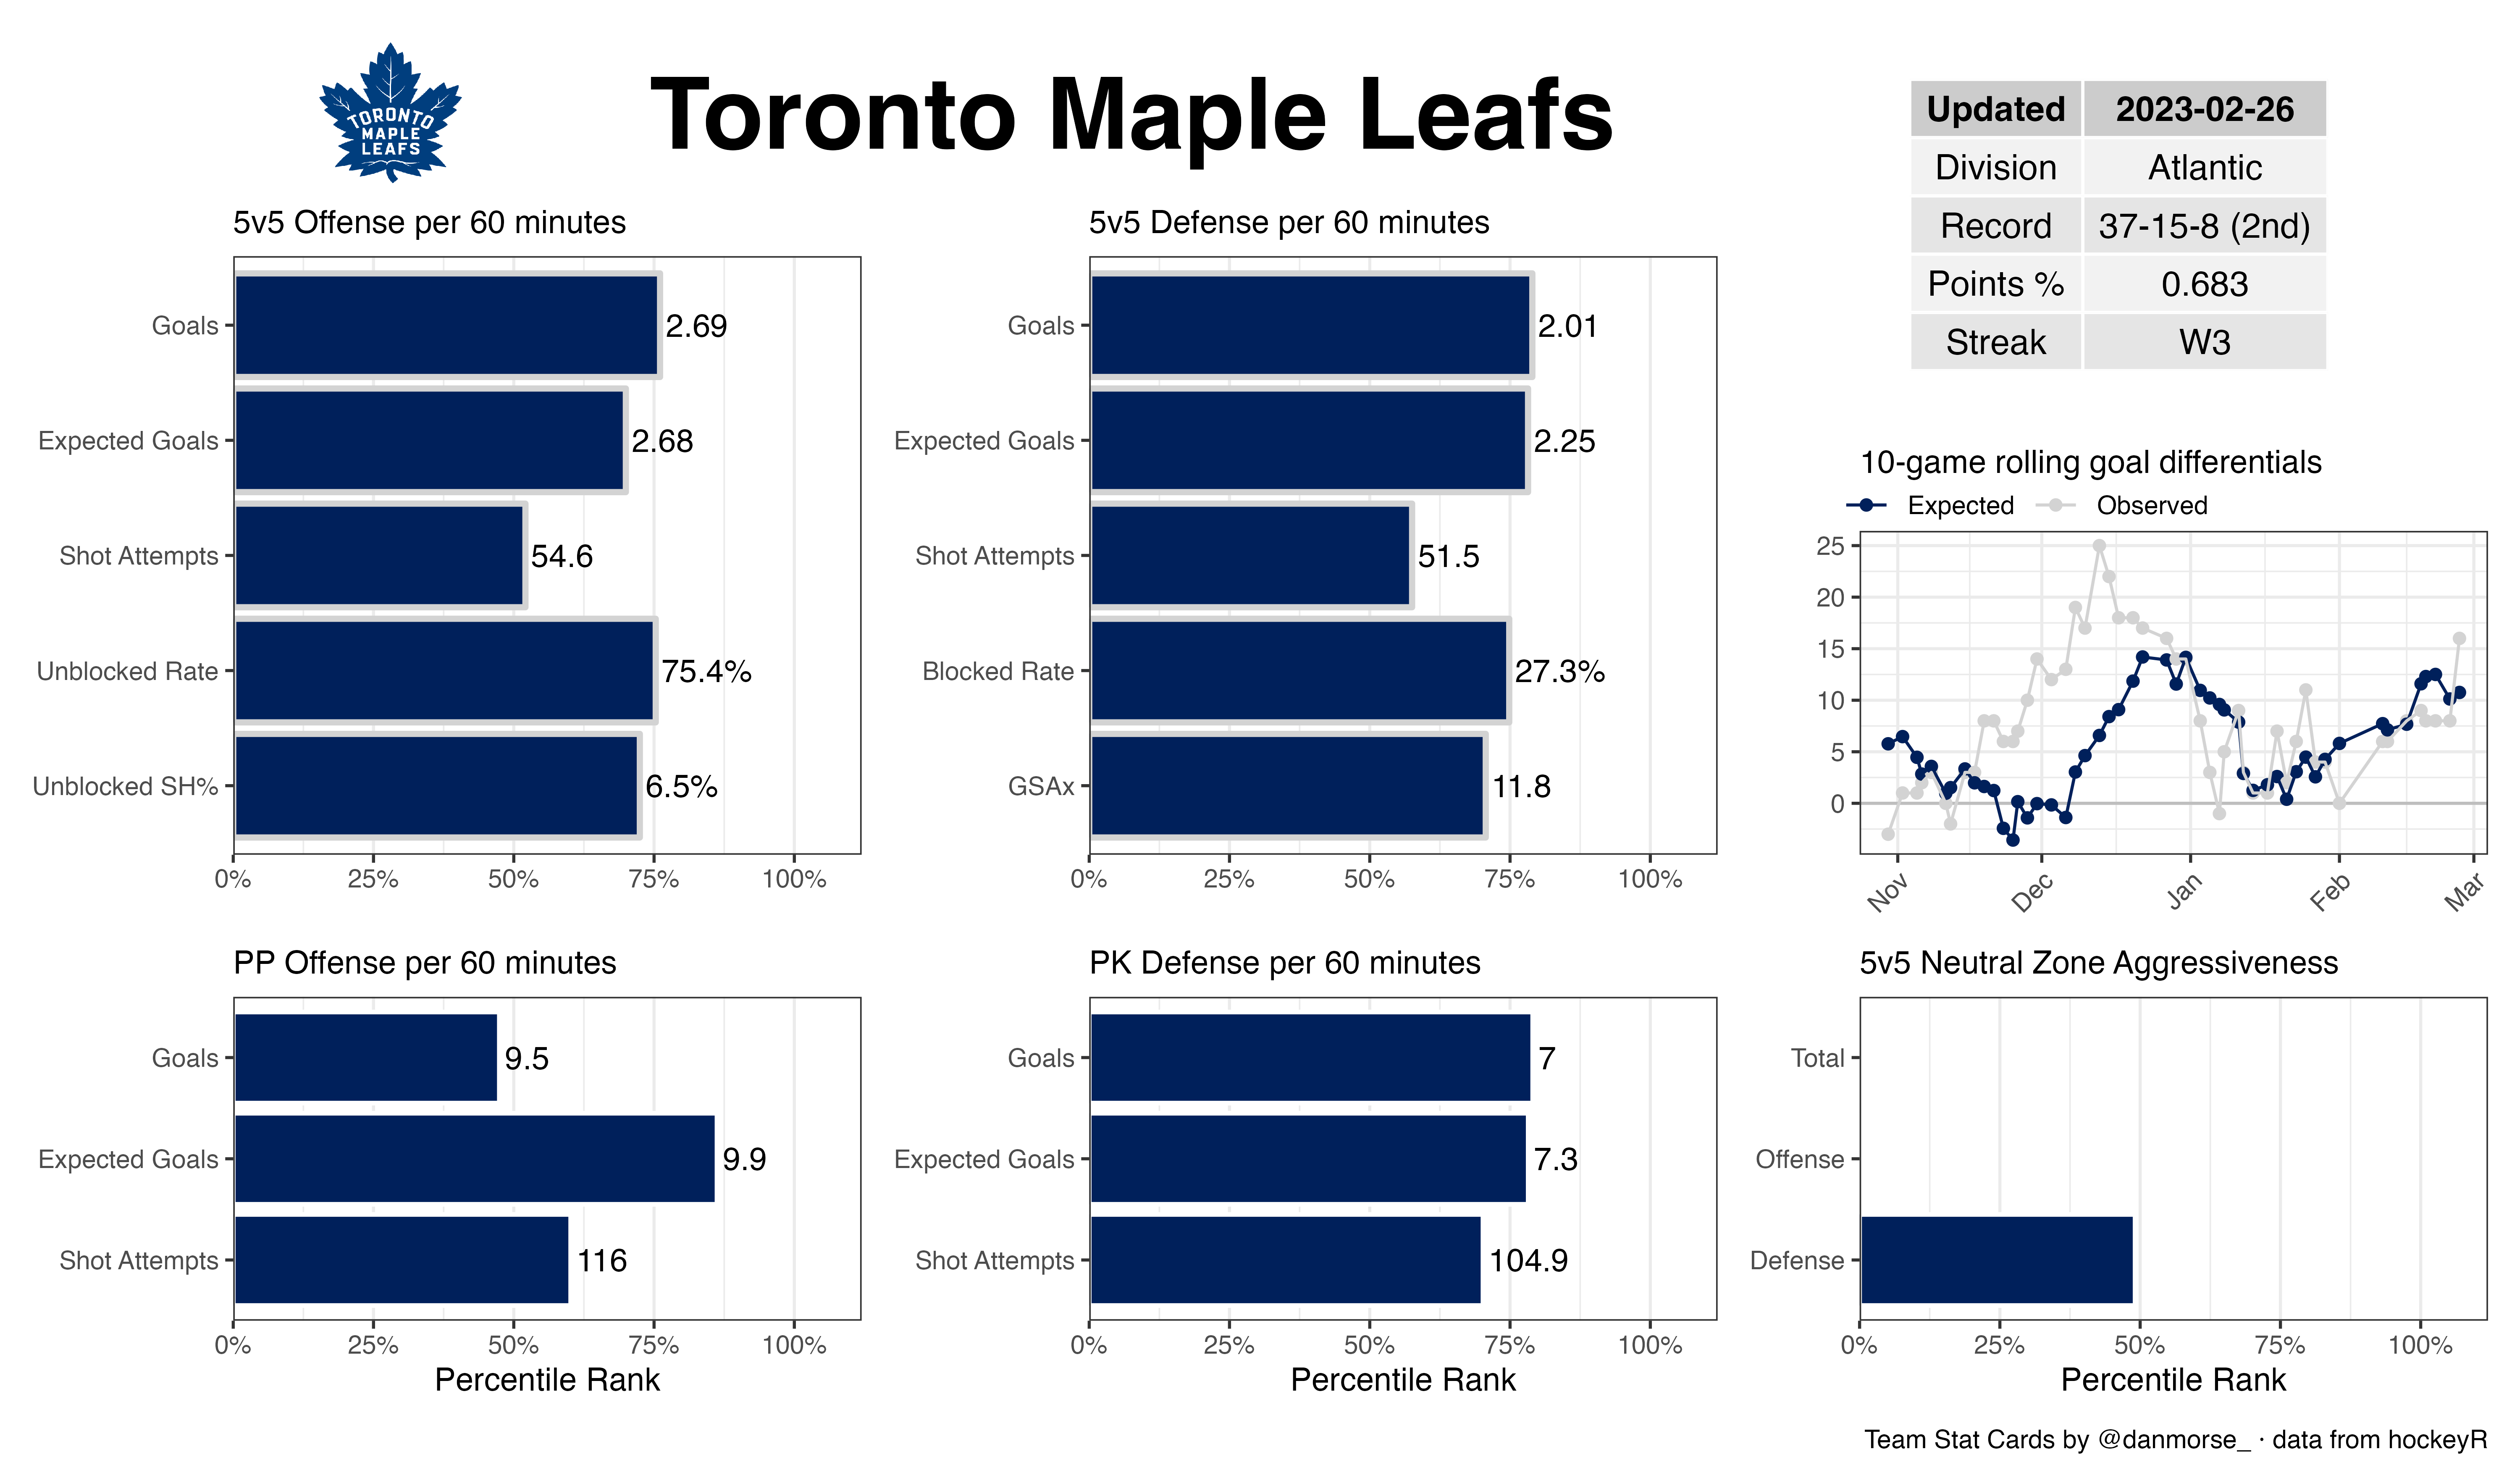 TORONTO
MAPLE
LEAFS
Toronto Maple Leafs
Updated 2023-02-26
Division Atlantic
Record 37-15-8 (2nd)
Points % 0.683
Streak W3
5v5 Offense per 60 minutes
Goals 2.69
Expected Goals 2.68
Shot Attempts 54.6
Unblocked Rate 75.4%
Unblocked SH% 6.5%
0% 25% 50% 75% 100%
5v5 Defense per 60 minutes
Goals 2.01
Expected Goals 2.25
Shot Attempts 51.5
Blocked Rate 27.3%
GSAx 11.8
0% 25% 50% 75% 100%
10-game rolling goal differentials
Expected Observed
25
20
15
10
5
0
Nov Dec Jan Feb Mar
PP Offense per 60 minutes
Goals 9.5
Expected Goals 9.9
Shot Attempts 116
0% 25% 50% 75% 100%
Percentile Rank
PK Defense per 60 minutes
Goals 7
Expected Goals 7.3
Shot Attempts 104.9
0% 25% 50% 75% 100%
Percentile Rank
5v5 Neutral Zone Aggressiveness
Total
Offense
Defense
0% 25% 50% 75% 100%
Percentile Rank
Team Stat Cards by @danmorse_ · data from hockeyR